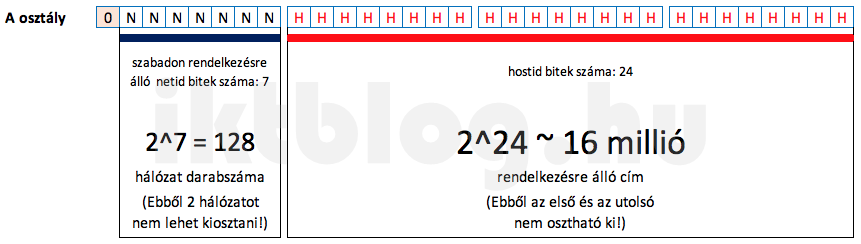 A osztály 0 N N N N N N N H H H H H H H H H H H H H H H H H H H H H H H H
szabadon rendelkezésre
álló netid bitek száma: 7
2^7 = 128
hálózat darabszáma
(Ebből 2 hálózatot
nem lehet kiosztani!)
hostid bitek száma: 24
2^24 ~ 16 millió
rendelkezésre álló cím
(Ebből az első és az utolsó
nem osztható ki!)
iktblog.hu